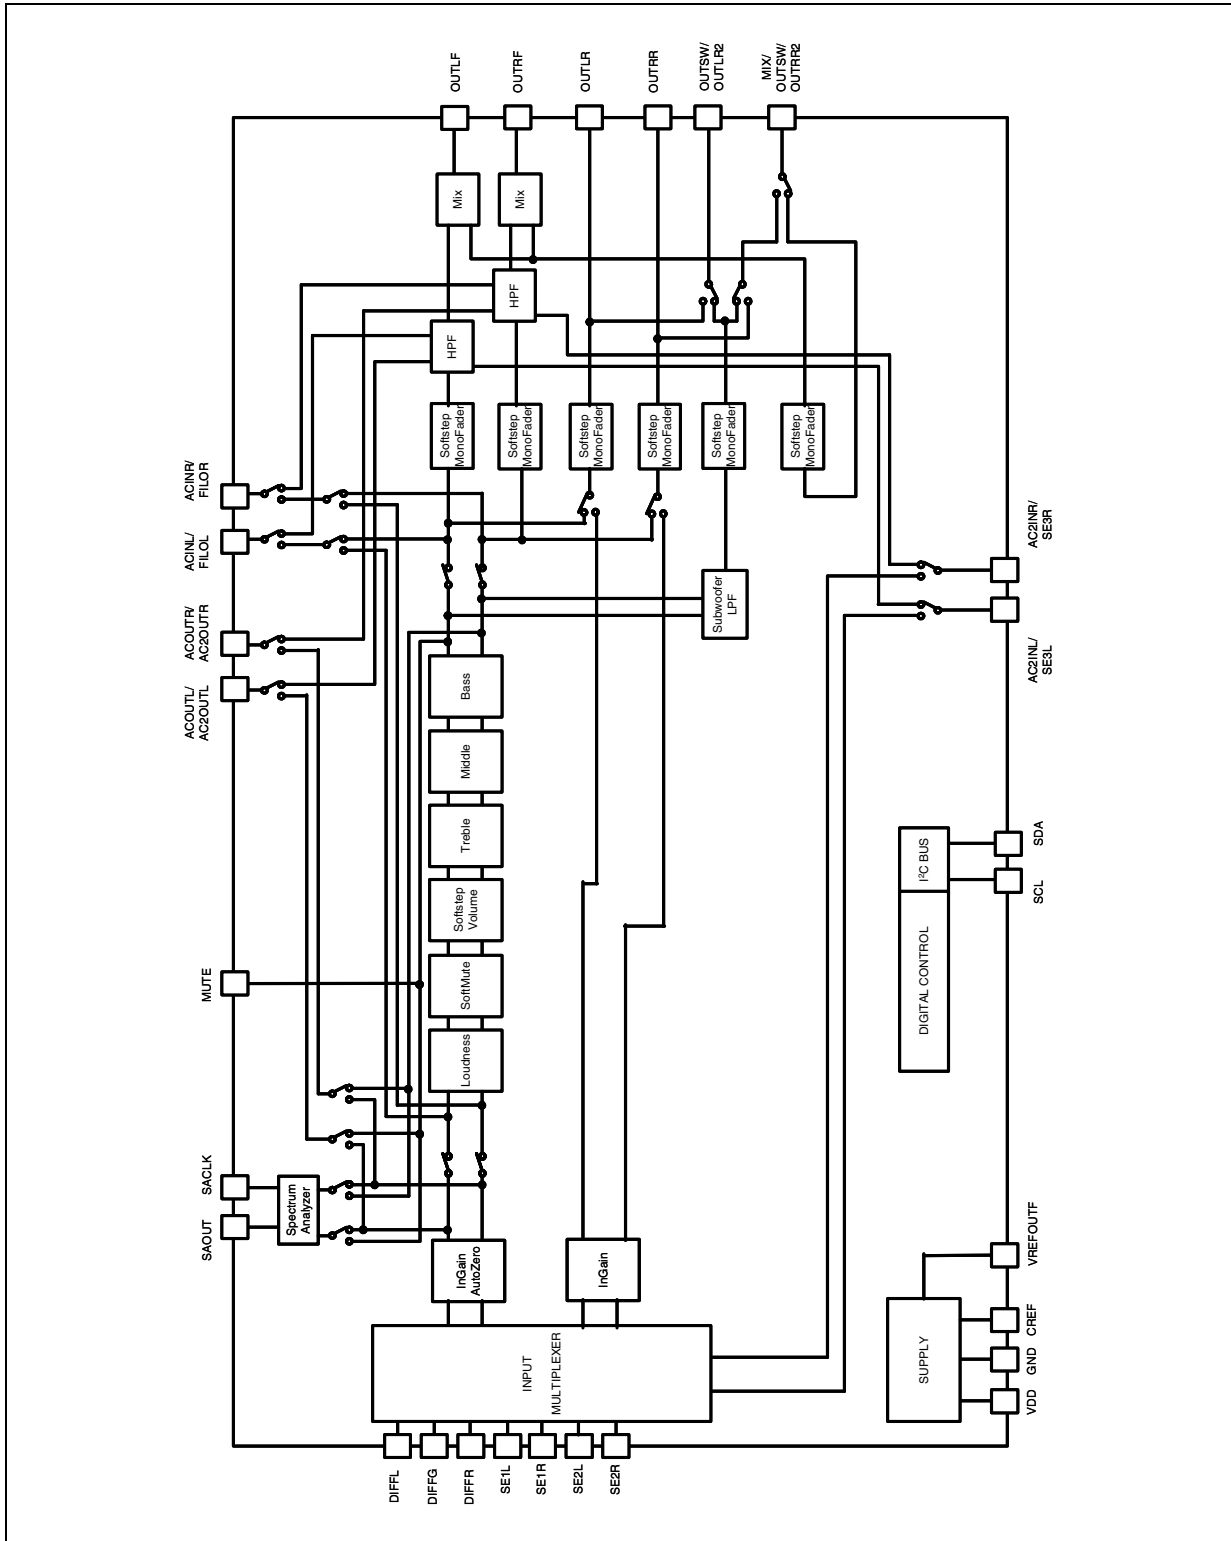 OUTLF
OUTRF
OUTLR
OUTRR
OUTSW/
OUTLR2
MIX/
OUTSW/
OUTRR2
Mix
Mix
HPF
HPF
Softstep
MonoFader
Softstep
MonoFader
Softstep
MonoFader
Softstep
MonoFader
Softstep
MonoFader
Softstep
MonoFader
ACINR/
FILOR
ACINL/
FILOL
ACOUTR/
AC2OUTR
ACOUTL/
AC2OUTL
MUTE
SACLK
SAOUT
Spectrum
Analyzer
Subwoofer
LPF
Bass
Middle
Treble
Softstep
Volume
SoftMute
Loudness
InGain
AutoZero
InGain
INPUT
MULTIPLEXER
DIFFL
DIFFG
DIFFR
SE1L
SE1R
SE2L
SE2R
AC2INR/
SE3R
AC2INL/
SE3L
I²C BUS
DIGITAL CONTROL
SDA
SCL
SUPPLY
VREFOUTF
CREF
GND
VDD